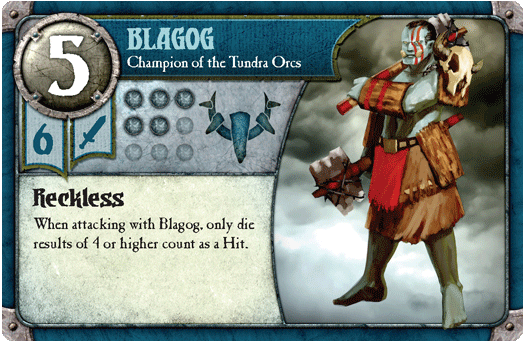 5
BLAGOG
Champion of the Tundra Orcs
6
Reckless
When attacking with Blagog, only die
results of 4 or higher count as a Hit.